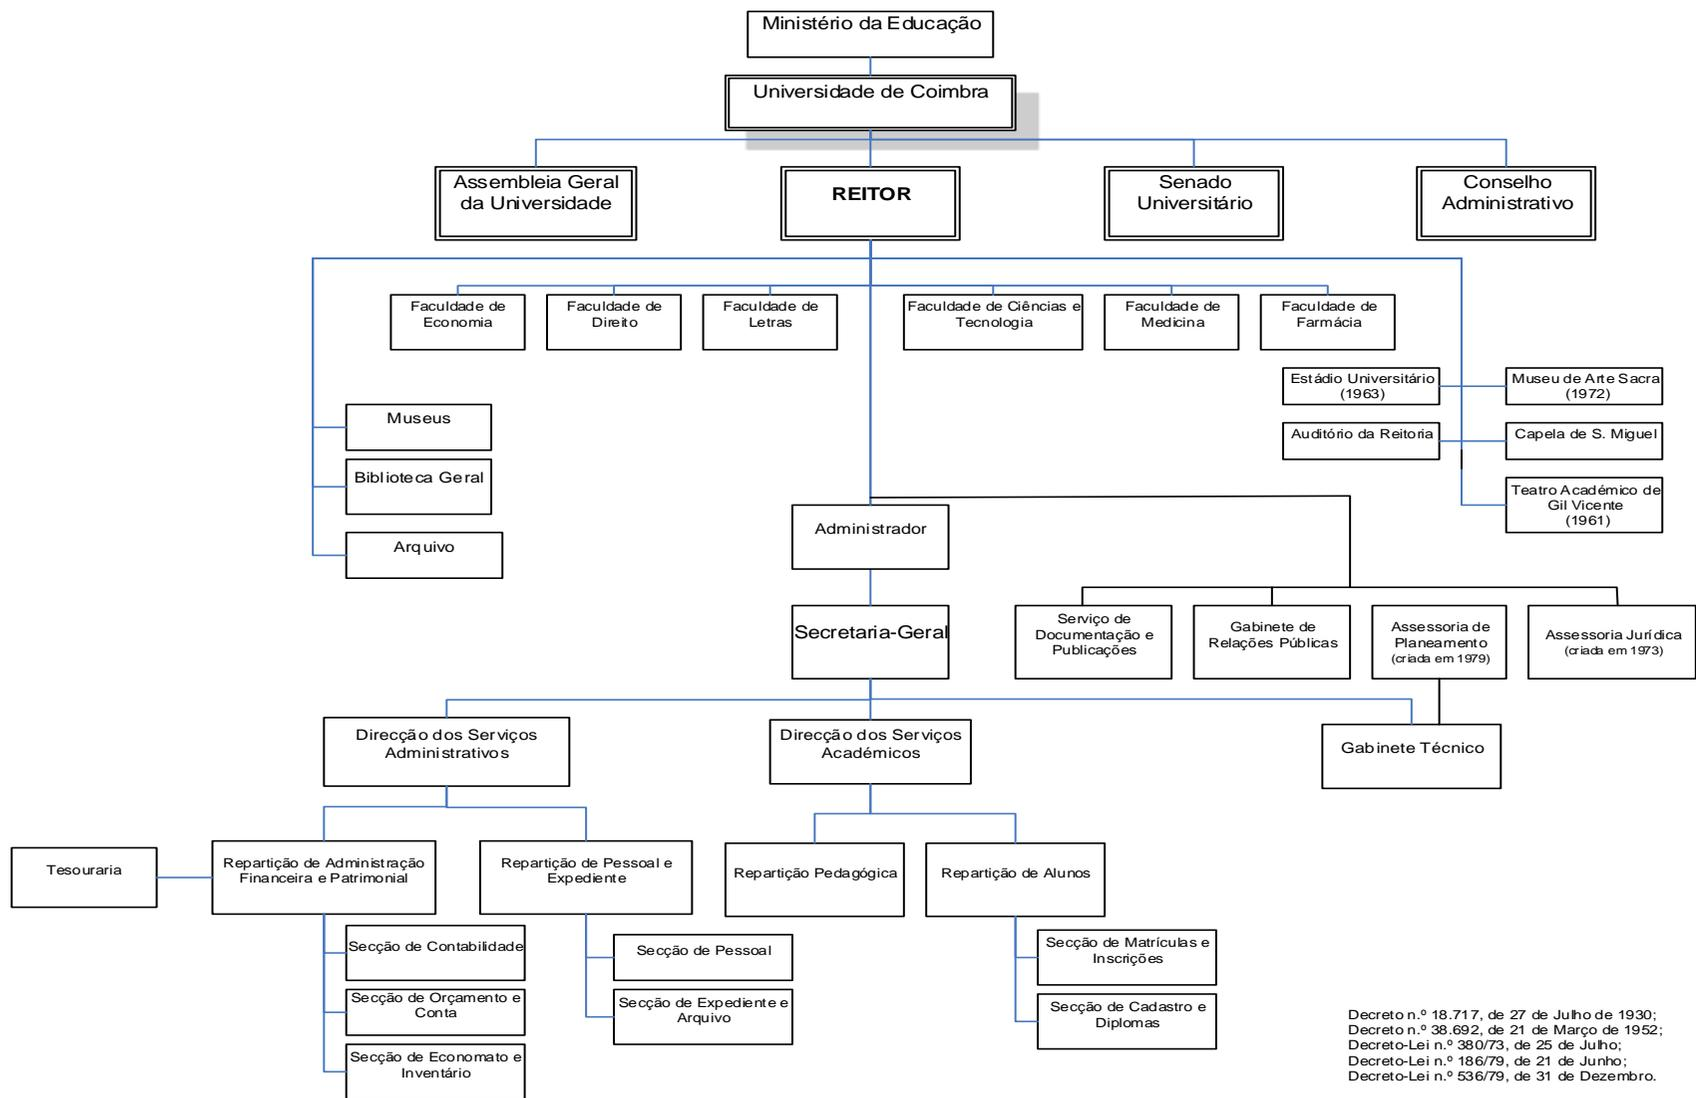 Ministério da Educação
Universidade de Coimbra
Assembleia Geral
da Universidade
REITOR
Senado
Universitário
Conselho
Administrativo
Faculdade de
Economia
Faculdade de
Direito
Faculdade de
Letras
Faculdade de Ciências e
Tecnologia
Faculdade de
Medicina
Faculdade de
Farmácia
Estádio Universitário
(1963)
Museu de Arte Sacra
(1972)
Auditório da Reitoria
Capela de S. Miguel
Teatro Académico de
Gil Vicente
(1961)
Museus
Biblioteca Geral
Arquivo
Administrador
Secretaria-Geral
Serviço de
Documentação e
Publicações
Gabinete de
Relações Públicas
Assessoria de
Planeamento
(criada em 1979)
Assessoria Jurídica
(criada em 1973)
Direcção dos Serviços
Administrativos
Direcção dos Serviços
Académicos
Gabinete Técnico
Tesouraria
Repartição de Administração
Financeira e Patrimonial
Repartição de Pessoal e
Expediente
Repartição Pedagógica
Repartição de Alunos
Secção de Contabilidade
Secção de Orçamento e
Conta
Secção de Economato e
Inventário
Secção de Pessoal
Secção de Expediente e
Arquivo
Secção de Matrículas e
Inscrições
Secção de Cadastro e
Diplomas
Decreto n.º 18.717, de 27 de Julho de 1930;
Decreto n.º 38.692, de 21 de Março de 1952;
Decreto-Lei n.º 380/73, de 25 de Julho;
Decreto-Lei n.º 186/79, de 21 de Junho;
Decreto-Lei n.º 536/79, de 31 de Dezembro.